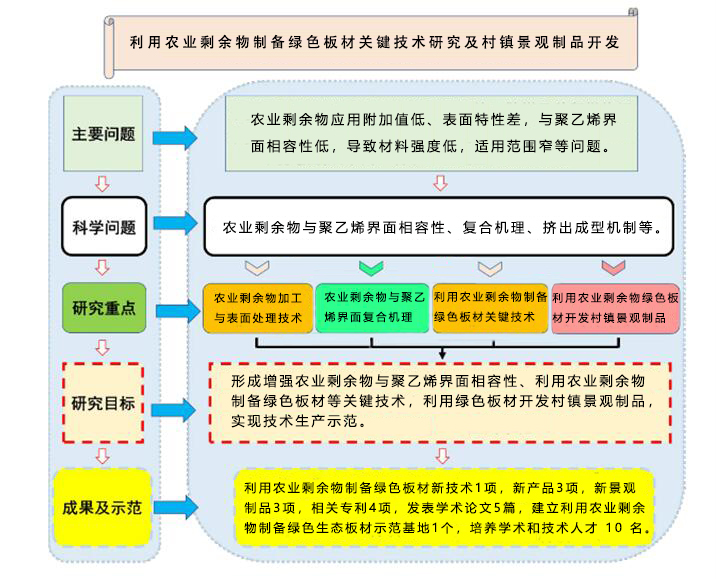 利用农业剩余物制备绿色板材关键技术研究及村镇景观制品开发
主要问题
农业剩余物应用附加值低、表面特性差，与聚乙烯界
面相容性低，导致材料强度低，适用范围窄等问题。
科学问题
农业剩余物与聚乙烯界面相容性、复合机理、挤出成型机制等。
研究重点
农业剩余物加工
与表面处理技术
农业剩余物与聚乙
烯界面复合机理
利用农业剩余物制备
绿色板材关键技术
利用农业剩余物绿色板
材开发村镇景观制品
研究目标
形成增强农业剩余物与聚乙烯界面相容性、利用农业剩余物
制备绿色板材等关键技术，利用绿色板材开发村镇景观制品，
实现技术生产示范。
成果及示范
利用农业剩余物制备绿色板材新技术1项，新产品3项，新景观
制品3项，相关专利4项，发表学术论文5篇，建立利用农业剩余
物制备绿色生态板材示范基地1个，培养学术和技术人才 10 名。